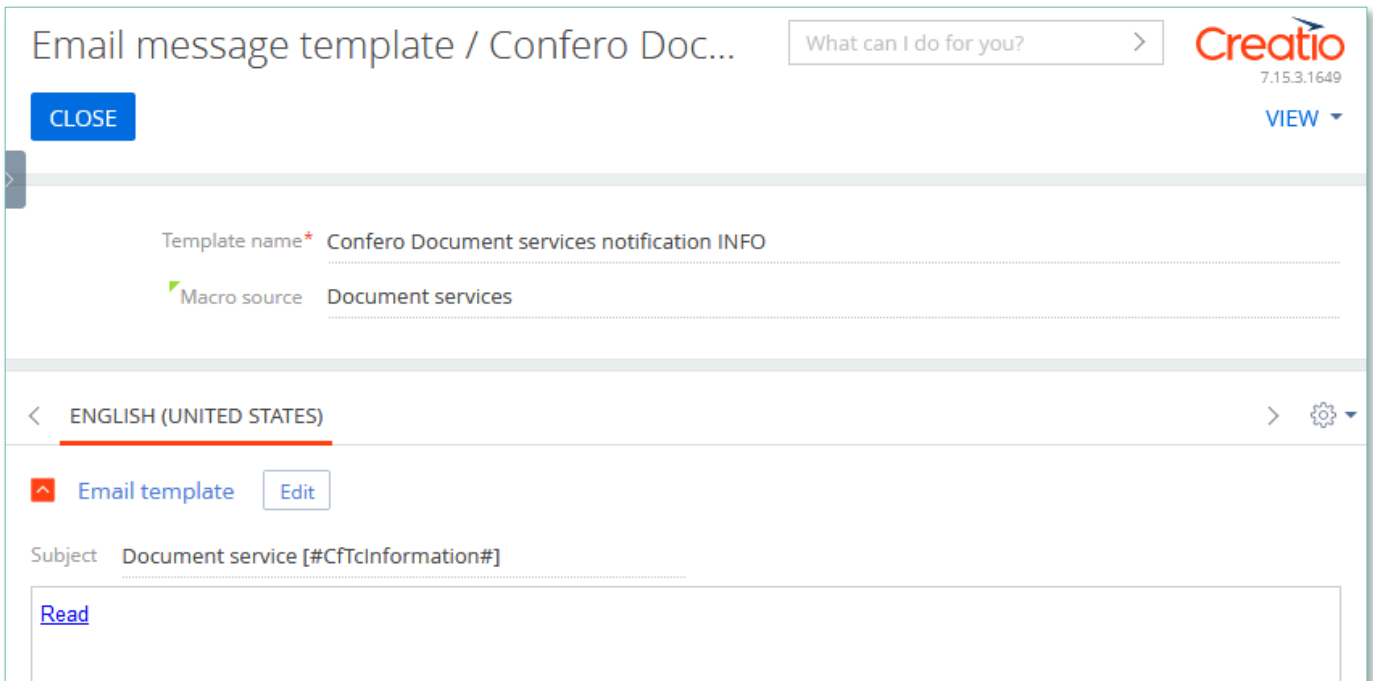 Email message template / Confero Doc...
What can I do for you?
Creatio
7.15.3.1649
CLOSE
VIEW
Template name* Confero Document services notification INFO
Macro source Document services
ENGLISH (UNITED STATES)
Email template Edit
Subject Document service [#CfTcInformation#]
Read